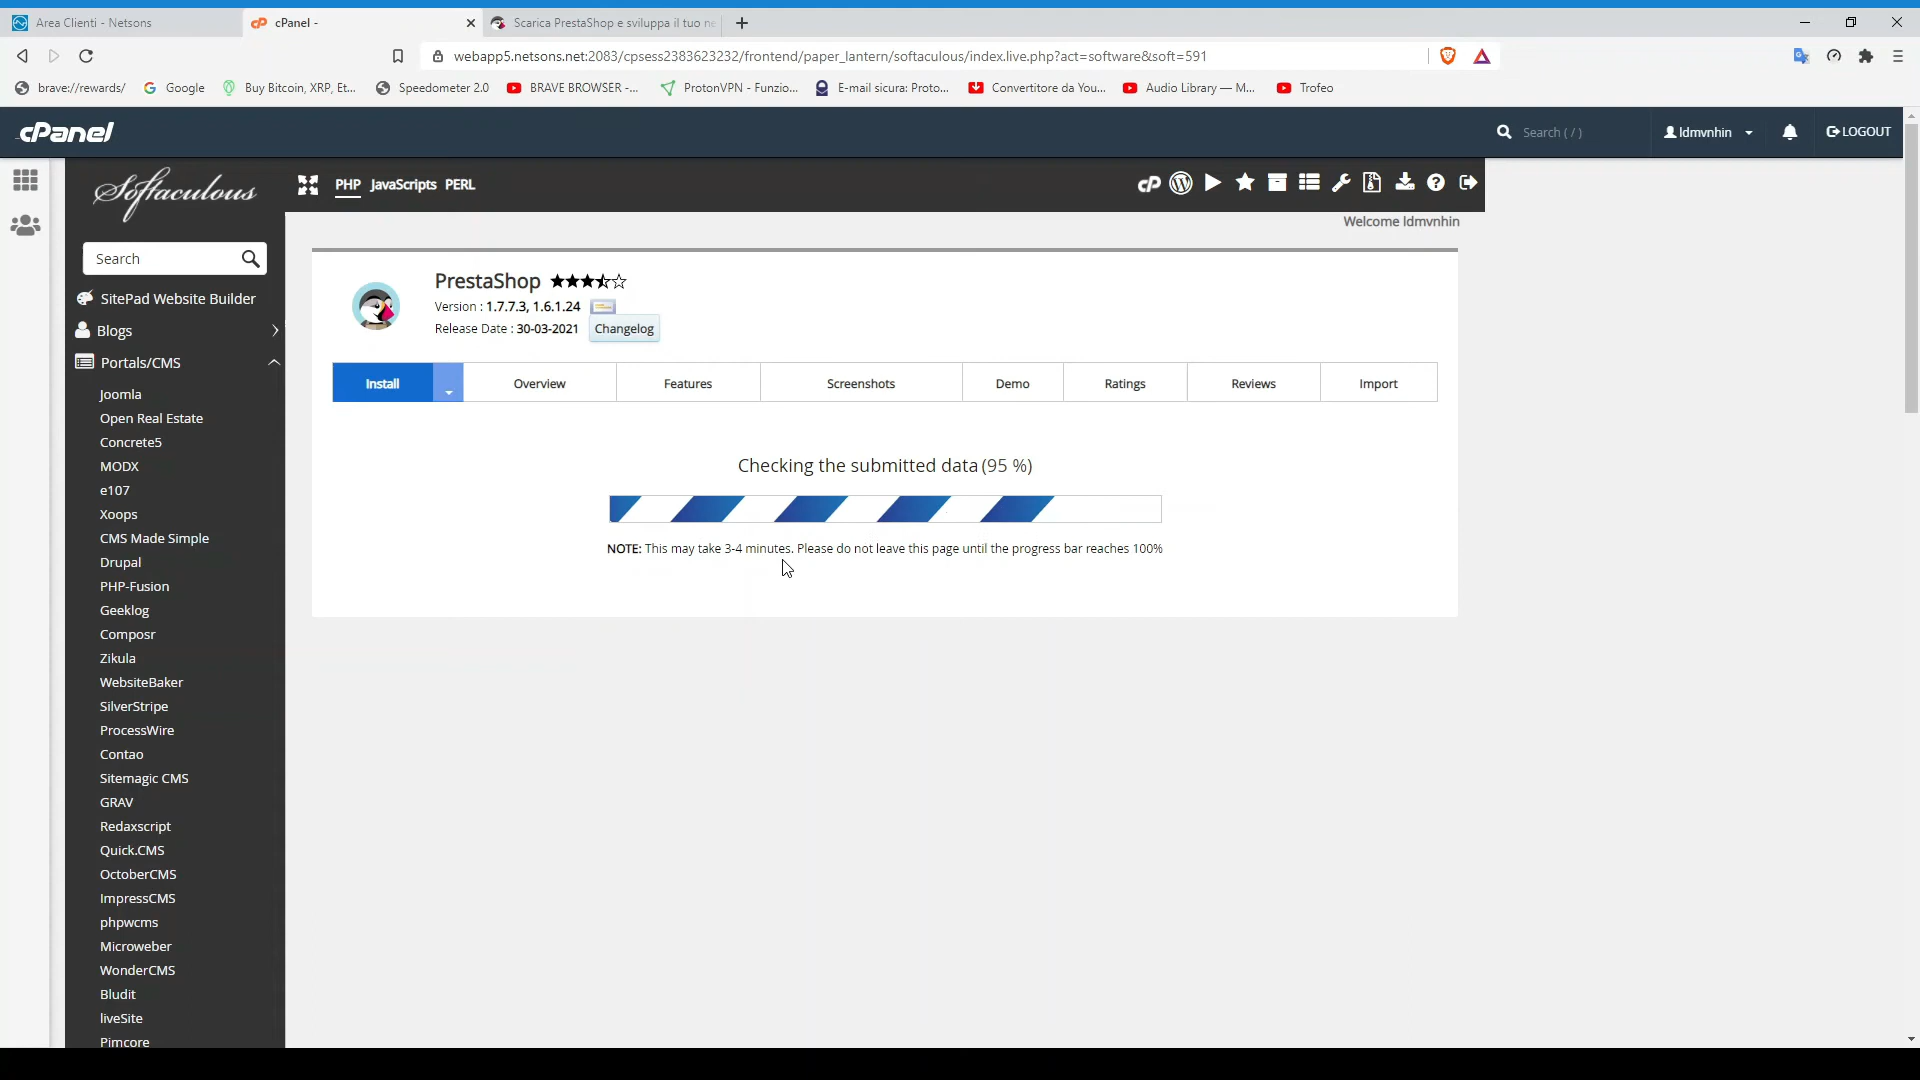 Area Clienti - Netsons
cPanel -
Scarica PrestaShop e sviluppa il tuo ne
webapp5.netsons.net:2083/cpsess2383623232/frontend/paper_lantern/softaculous/index.live.php?act=software&soft=591
brave://rewards/
Google
Buy Bitcoin, XRP, Et...
Speedometer 2.0
BRAVE BROWSER -...
ProtonVPN - Funzio...
E-mail sicura: Proto...
Convertitore da You...
Audio Library — M...
Trofeo
cPanel
Search ( / )
ldmvnhin
LOGOUT
Softaculous
PHP JavaScripts PERL
Welcome ldmvnhin
Search
SitePad Website Builder
Blogs
Portals/CMS
Joomla
Open Real Estate
Concrete5
MODX
e107
Xoops
CMS Made Simple
Drupal
PHP-Fusion
Geeklog
Composr
Zikula
WebsiteBaker
SilverStripe
ProcessWire
Contao
Sitemagic CMS
GRAV
Redaxscript
Quick.CMS
OctoberCMS
ImpressCMS
phpwcms
Microweber
WonderCMS
Bludit
liveSite
Pimcore
PrestaShop
Version : 1.7.7.3, 1.6.1.24
Release Date : 30-03-2021
Changelog
Install
Overview
Features
Screenshots
Demo
Ratings
Reviews
Import
Checking the submitted data (95 %)
NOTE: This may take 3-4 minutes. Please do not leave this page until the progress bar reaches 100%